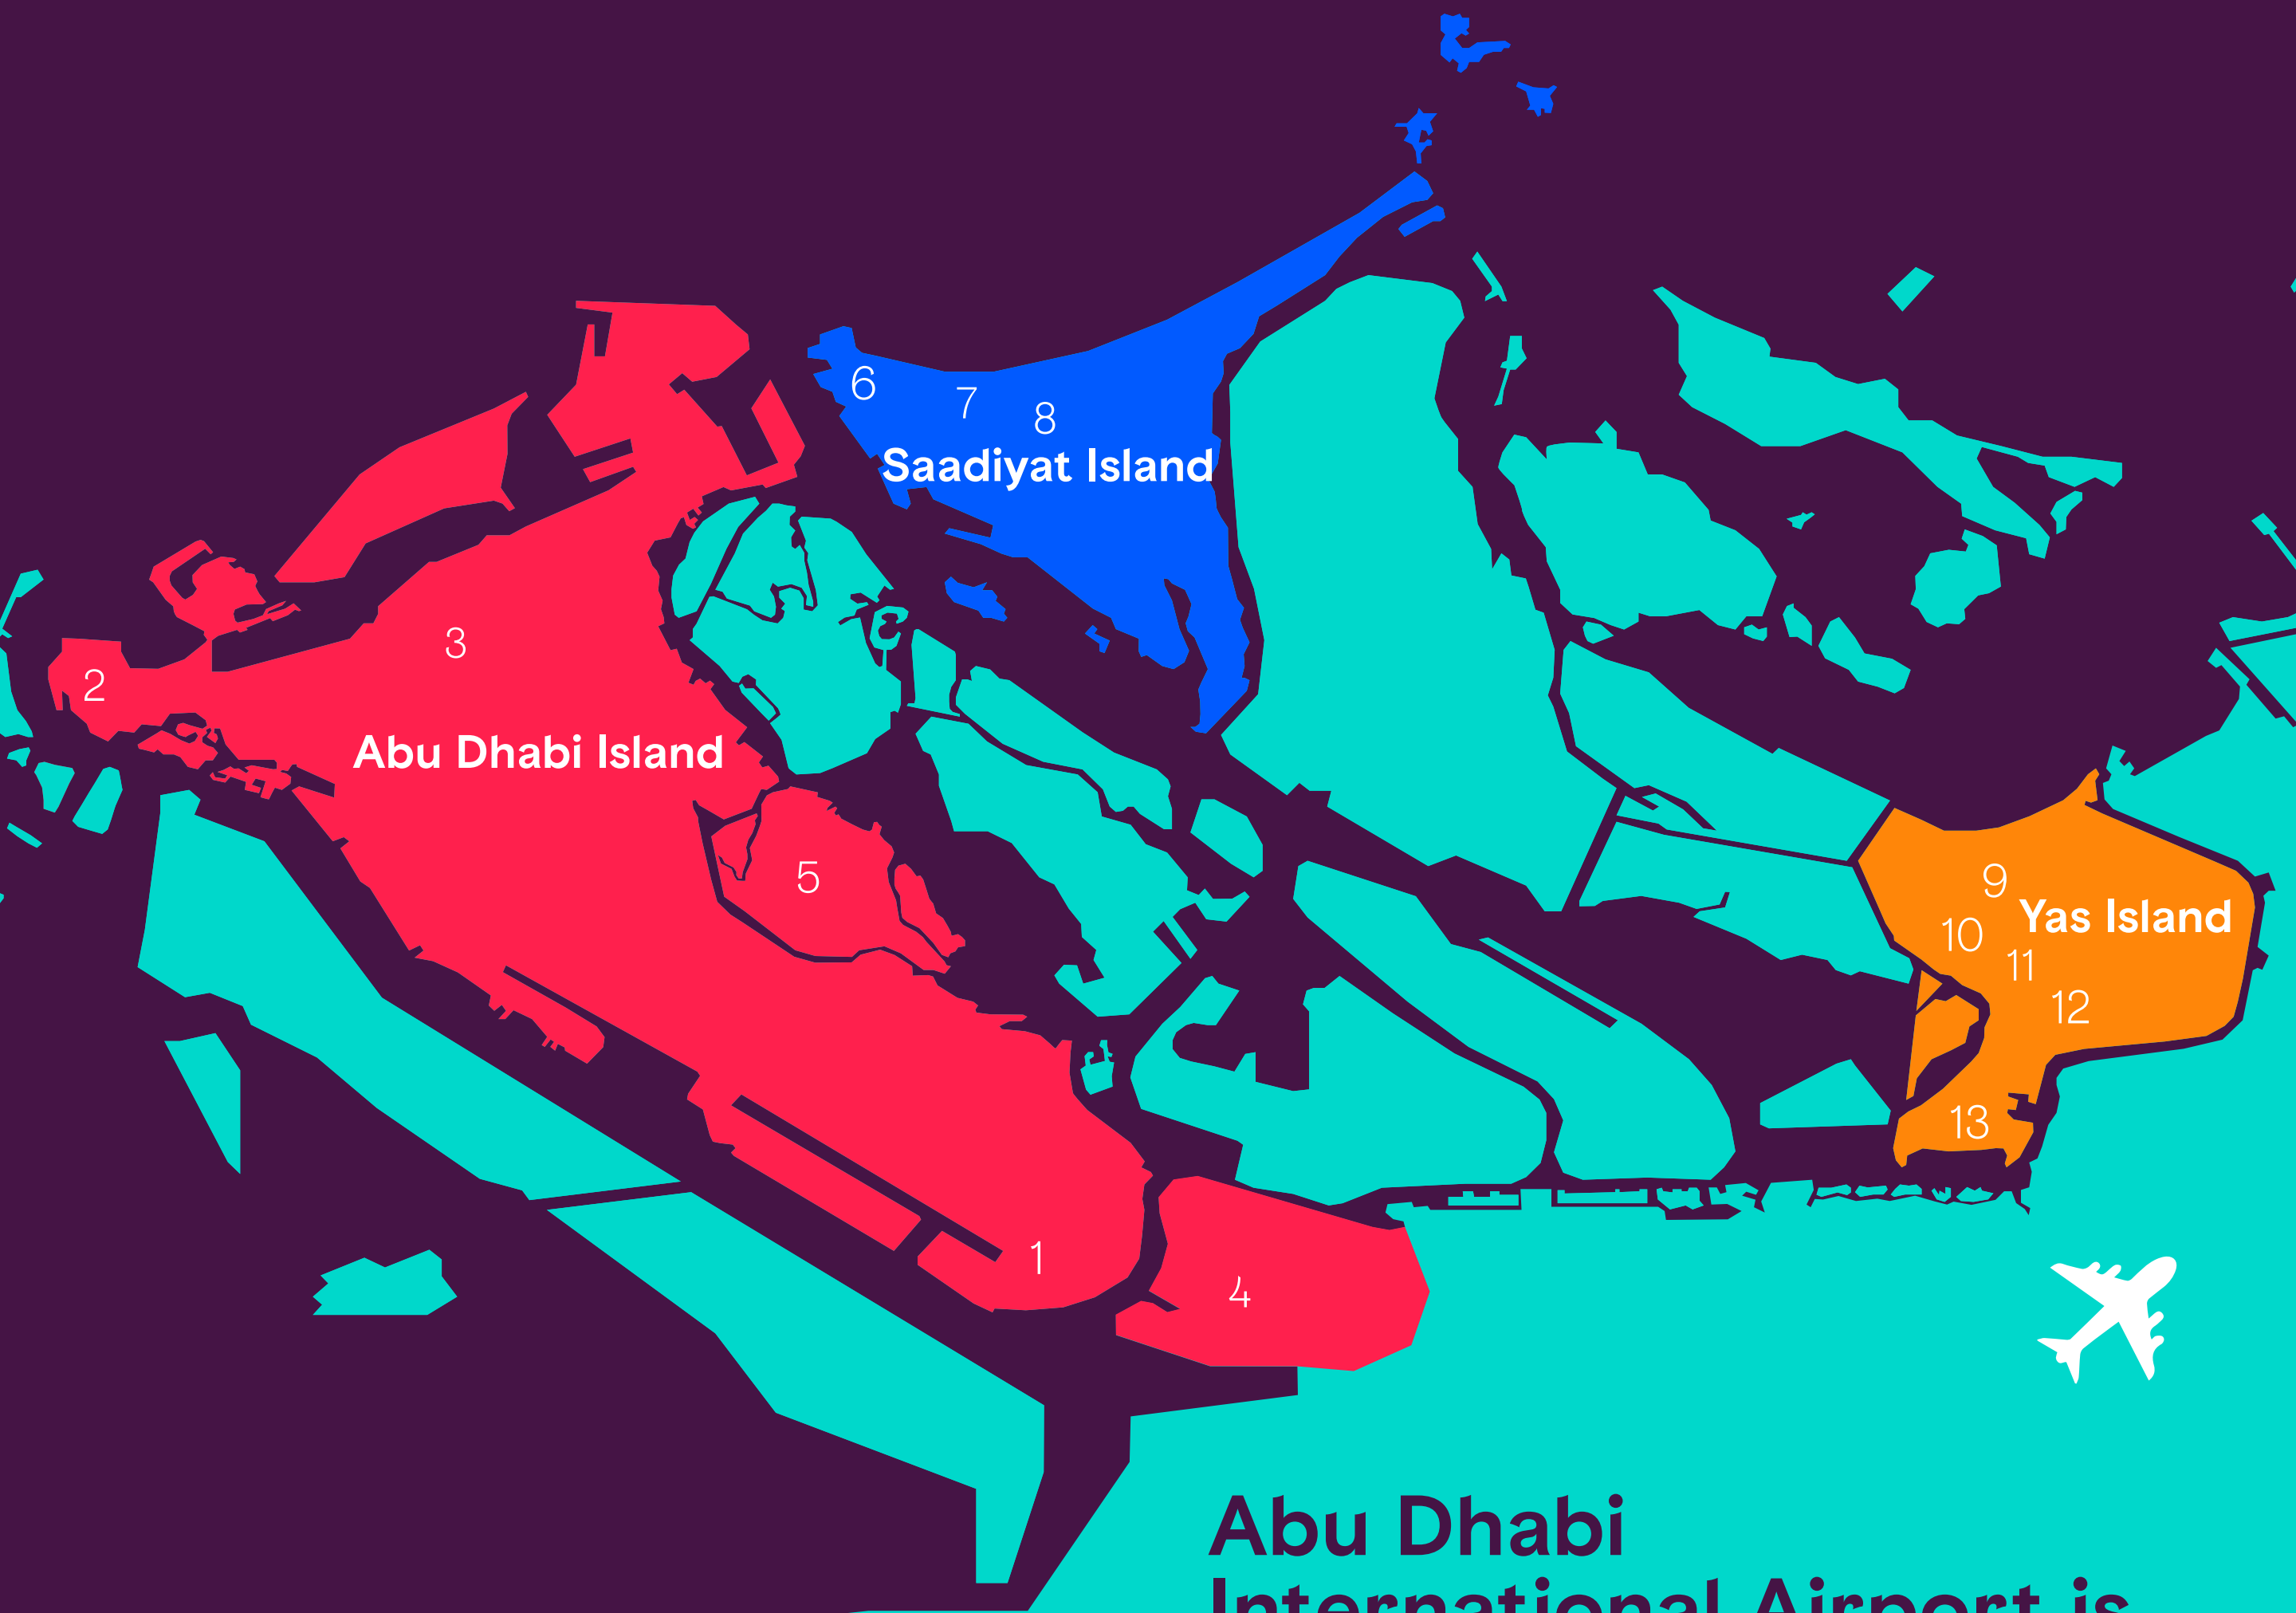 6
7
8
Saadiyat Island
3
2
Abu Dhabi Island
5
9
Yas Island
10
11
12
13
1
4
Abu Dhabi
International Airport is